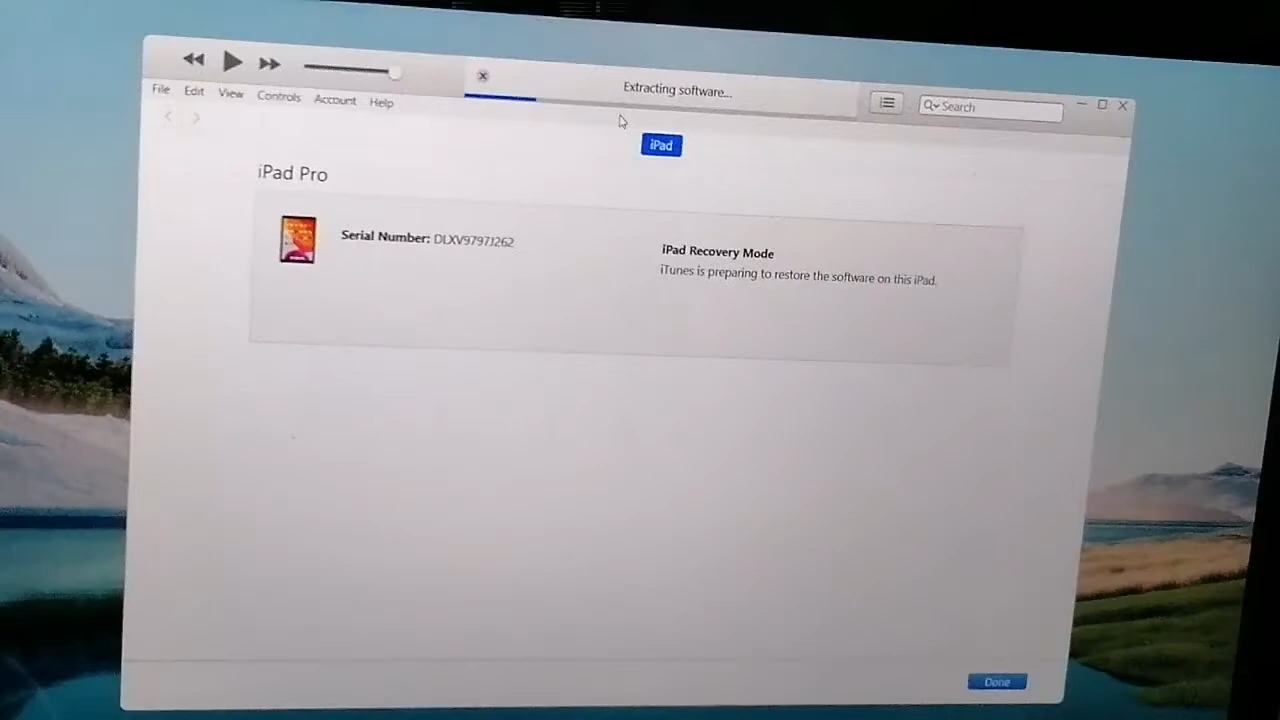 Extracting software...
Search
File Edit View Controls Account Help
iPad
iPad Pro
Serial Number: DLXV9797J262
iPad Recovery Mode
iTunes is preparing to restore the software on this iPad.
Done